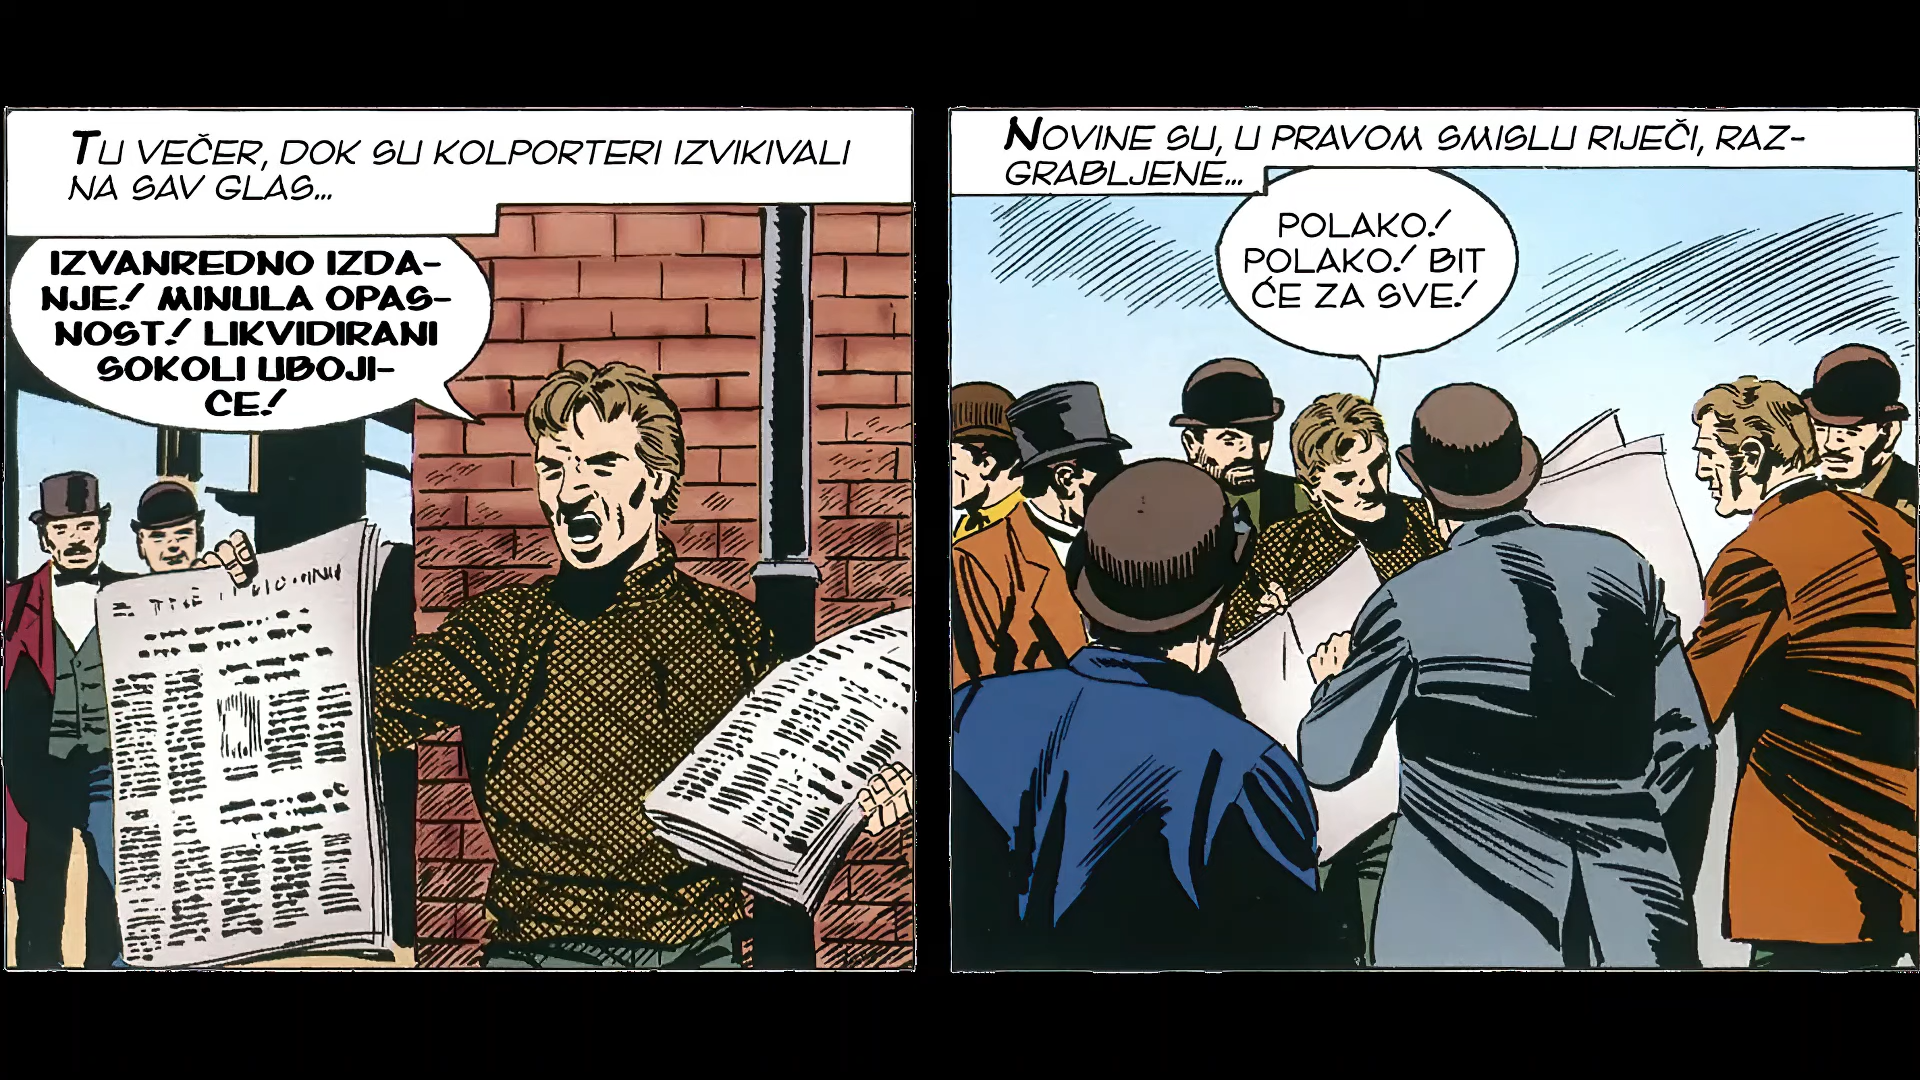 TU VEČER, DOK SU KOLPORTERI IZVIKIVALI
NA SAV GLAS...
IZVANREDNO IZDA-
NJE! MINULA OPAS-
NOST! LIKVIDIRANI
SOKOLI UBOJI-
CE!
NOVINE SU, U PRAVOM SMISLU RIJEČI, RAZ-
GRABLJENE...
POLAKO!
POLAKO! BIT
ĆE ZA SVE!